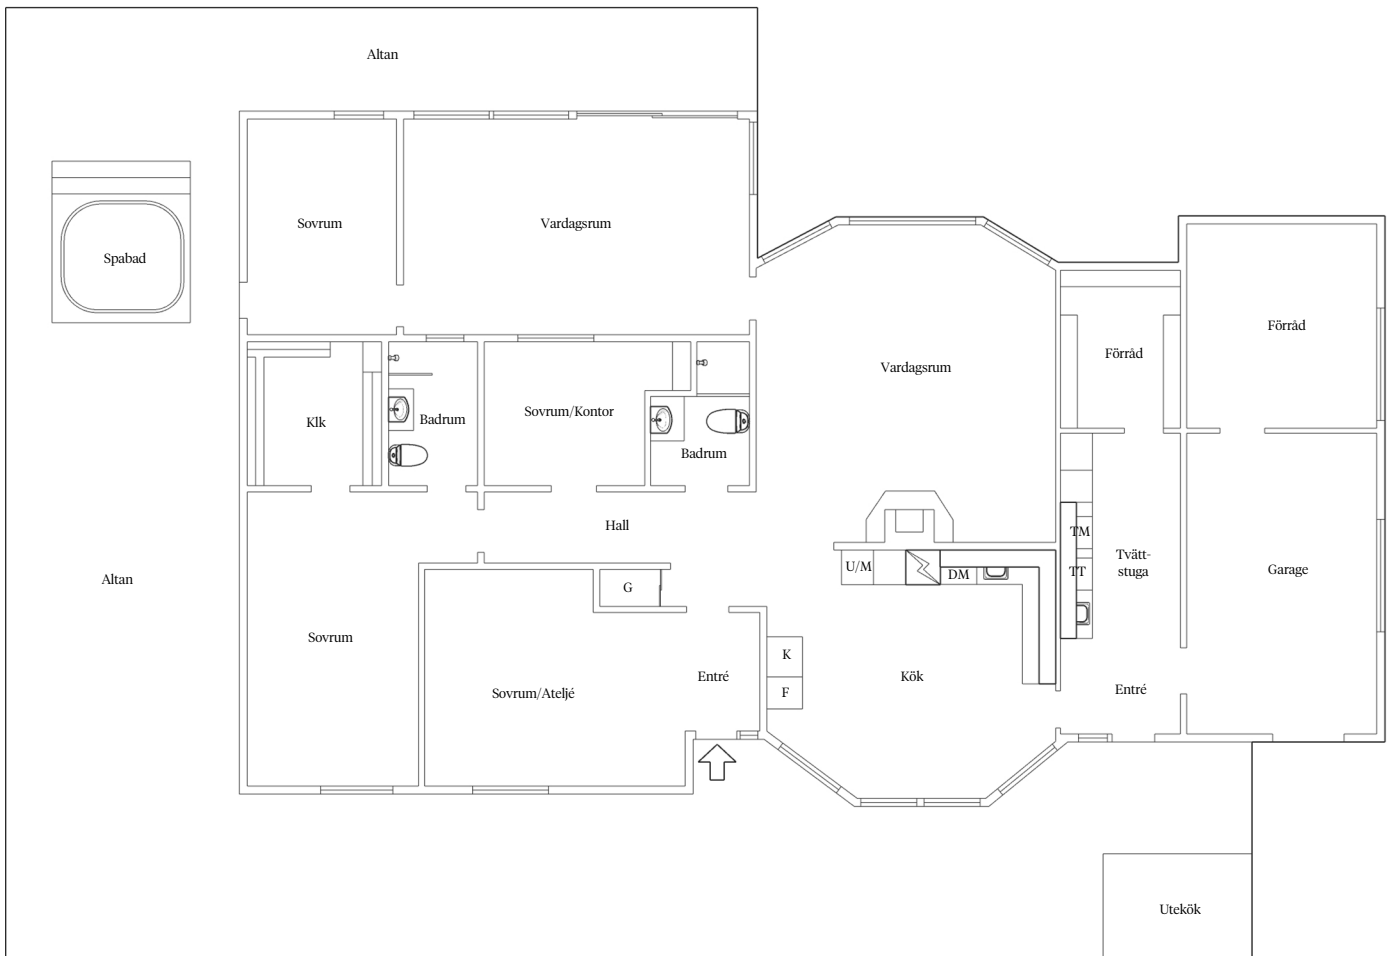 Altan
Sovrum
Vardagsrum
Spabad
Förråd
Förråd
Vardagsrum
Klk
Badrum
Sovrum/Kontor
Badrum
Hall
TM
Tvätt-
stuga
U/M
DM
TT
Garage
Altan
G
Sovrum
K
Entré
Kök
F
Sovrum/Ateljé
Entré
Utekök